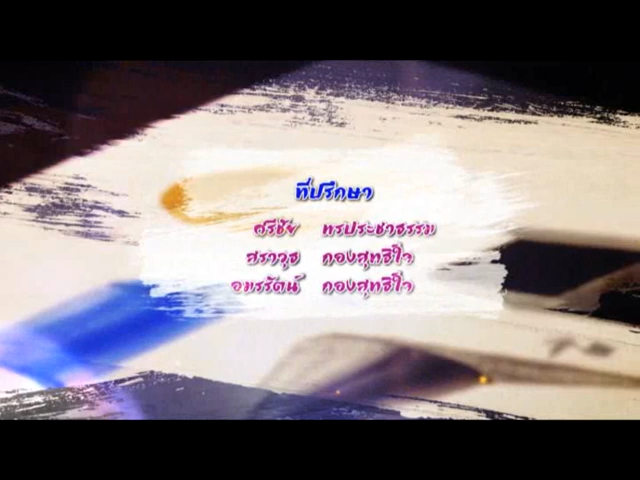 ที่ปรึกษา
ศรีชัย ทรประชาธรรม
สราวุธ กองสุทธิ์ใจ
อมรรัตน์ กองสุทธิ์ใจ